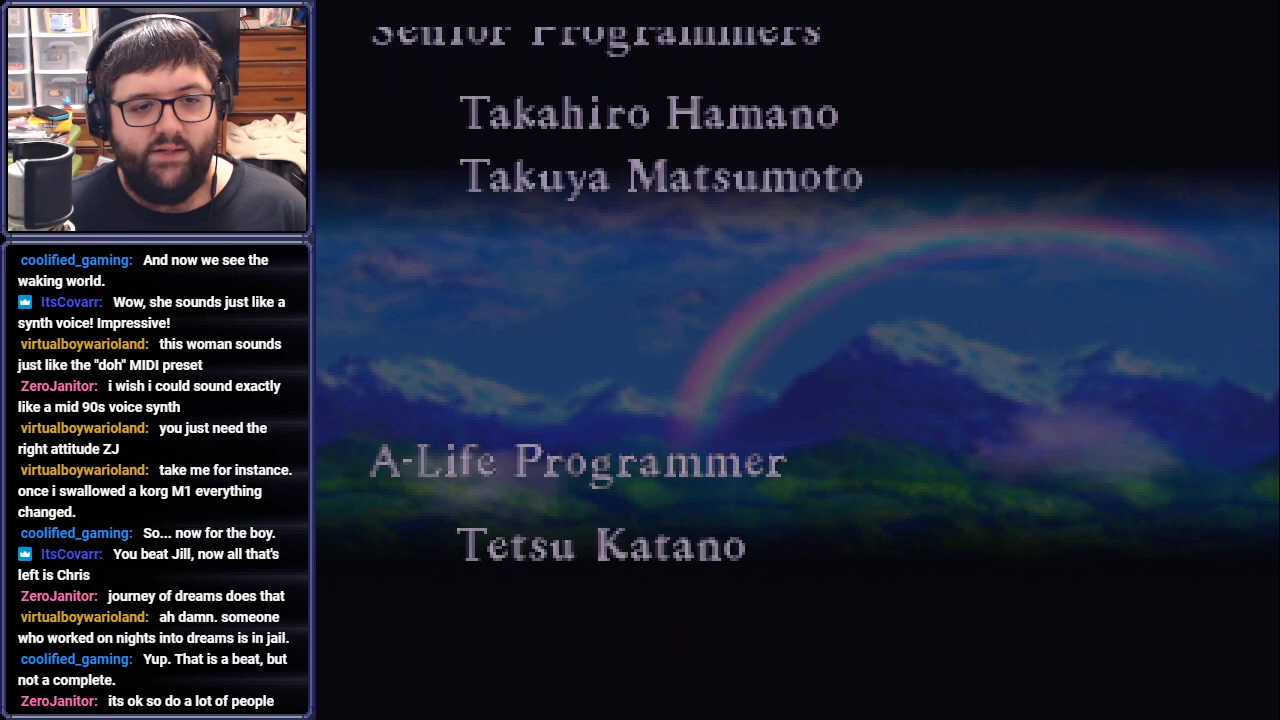 coolified_gaming: And now we see the
waking world.
ItsCovarr: Wow, she sounds just like a
synth voice! Impressive!
virtualboywarioland: this woman sounds
just like the "doh" MIDI preset
ZeroJanitor: i wish i could sound exactly
like a mid 90s voice synth
virtualboywarioland: you just need the
right attitude ZJ
virtualboywarioland: take me for instance.
once i swallowed a korg M1 everything
changed.
coolified_gaming: So... now for the boy.
ItsCovarr: You beat Jill, now all that's
left is Chris
ZeroJanitor: journey of dreams does that
virtualboywarioland: ah damn. someone
who worked on nights into dreams is in jail.
coolified_gaming: Yup. That is a beat, but
not a complete.
ZeroJanitor: its ok so do a lot of people
Senior Programmers
Takahiro Hamano
Takuya Matsumoto
A-Life Programmer
Tetsu Katano